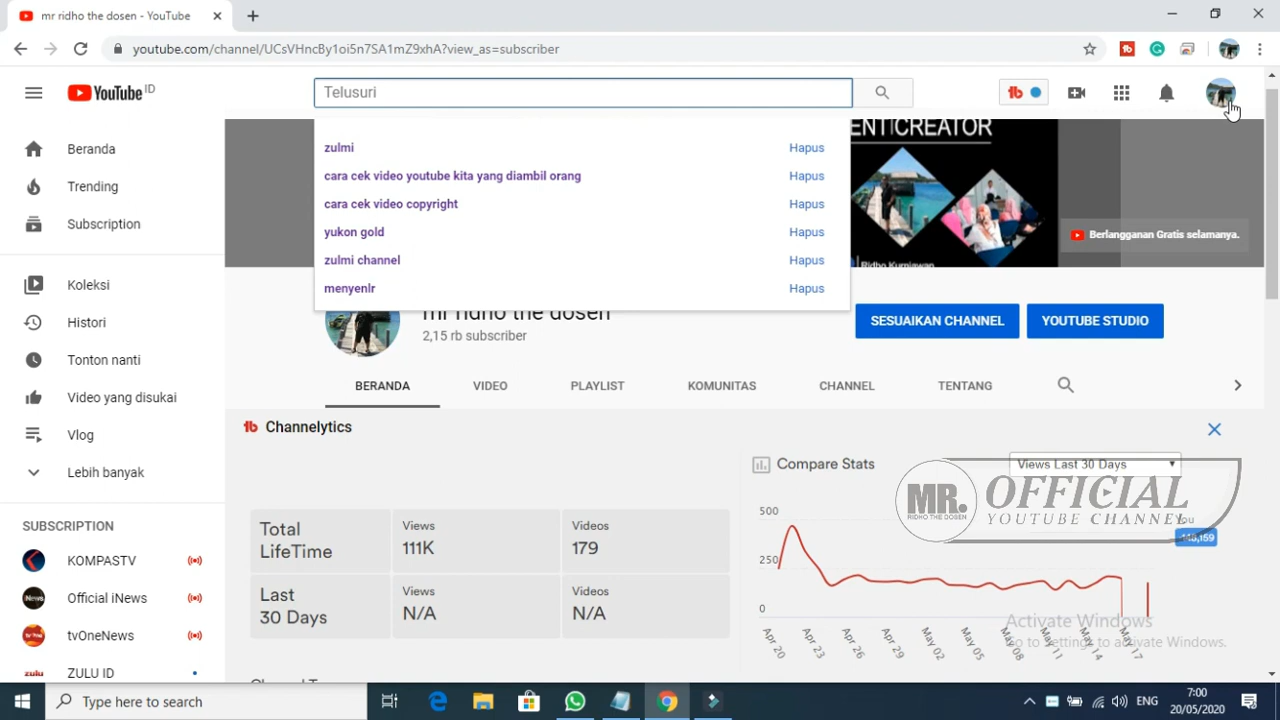 mr ridho the dosen - YouTube
youtube.com/channel/UCsVHncBy1oi5n7SA1mZ9xhA?view_as=subscriber
YouTube ID
Telusuri
tb
zulmi Hapus
cara cek video youtube kita yang diambil orang Hapus
cara cek video copyright Hapus
yukon gold Hapus
zulmi channel Hapus
menyenlr Hapus
Beranda
Trending
Subscription
Koleksi
Histori
Tonton nanti
Video yang disukai
Vlog
Lebih banyak
SUBSCRIPTION
KOMPASTV
Official iNews
tvOneNews
ZULU ID
ENT|CREATOR
Ridho Kurniawan
Berlangganan Gratis selamanya.
mr ridho the dosen
2,15 rb subscriber
SESUAIKAN CHANNEL
YOUTUBE STUDIO
BERANDA VIDEO PLAYLIST KOMUNITAS CHANNEL TENTANG
tb Channelytics
Total LifeTime
Views
111K
Videos
179
Last
30 Days
Views
N/A
Videos
N/A
Compare Stats
Views Last 30 Days
500
250
0
Apr 20 Apr 23 Apr 26 Apr 29 May 02 May 05 May 08 May 11 May 14 May 17
You
MR.
RIDHO THE DOSEN
OFFICIAL
YOUTUBE CHANNEL
Activate Windows
Go to Settings to activate Windows.
Type here to search
ENG
7:00
20/05/2020